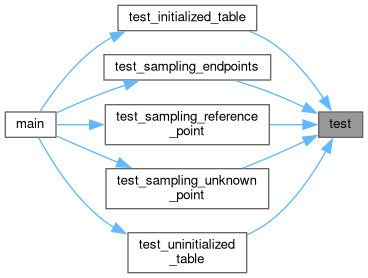 test_initialized_table
test_sampling_endpoints
main
test_sampling_reference
_point
test
test_sampling_unknown
_point
test_uninitialized
_table